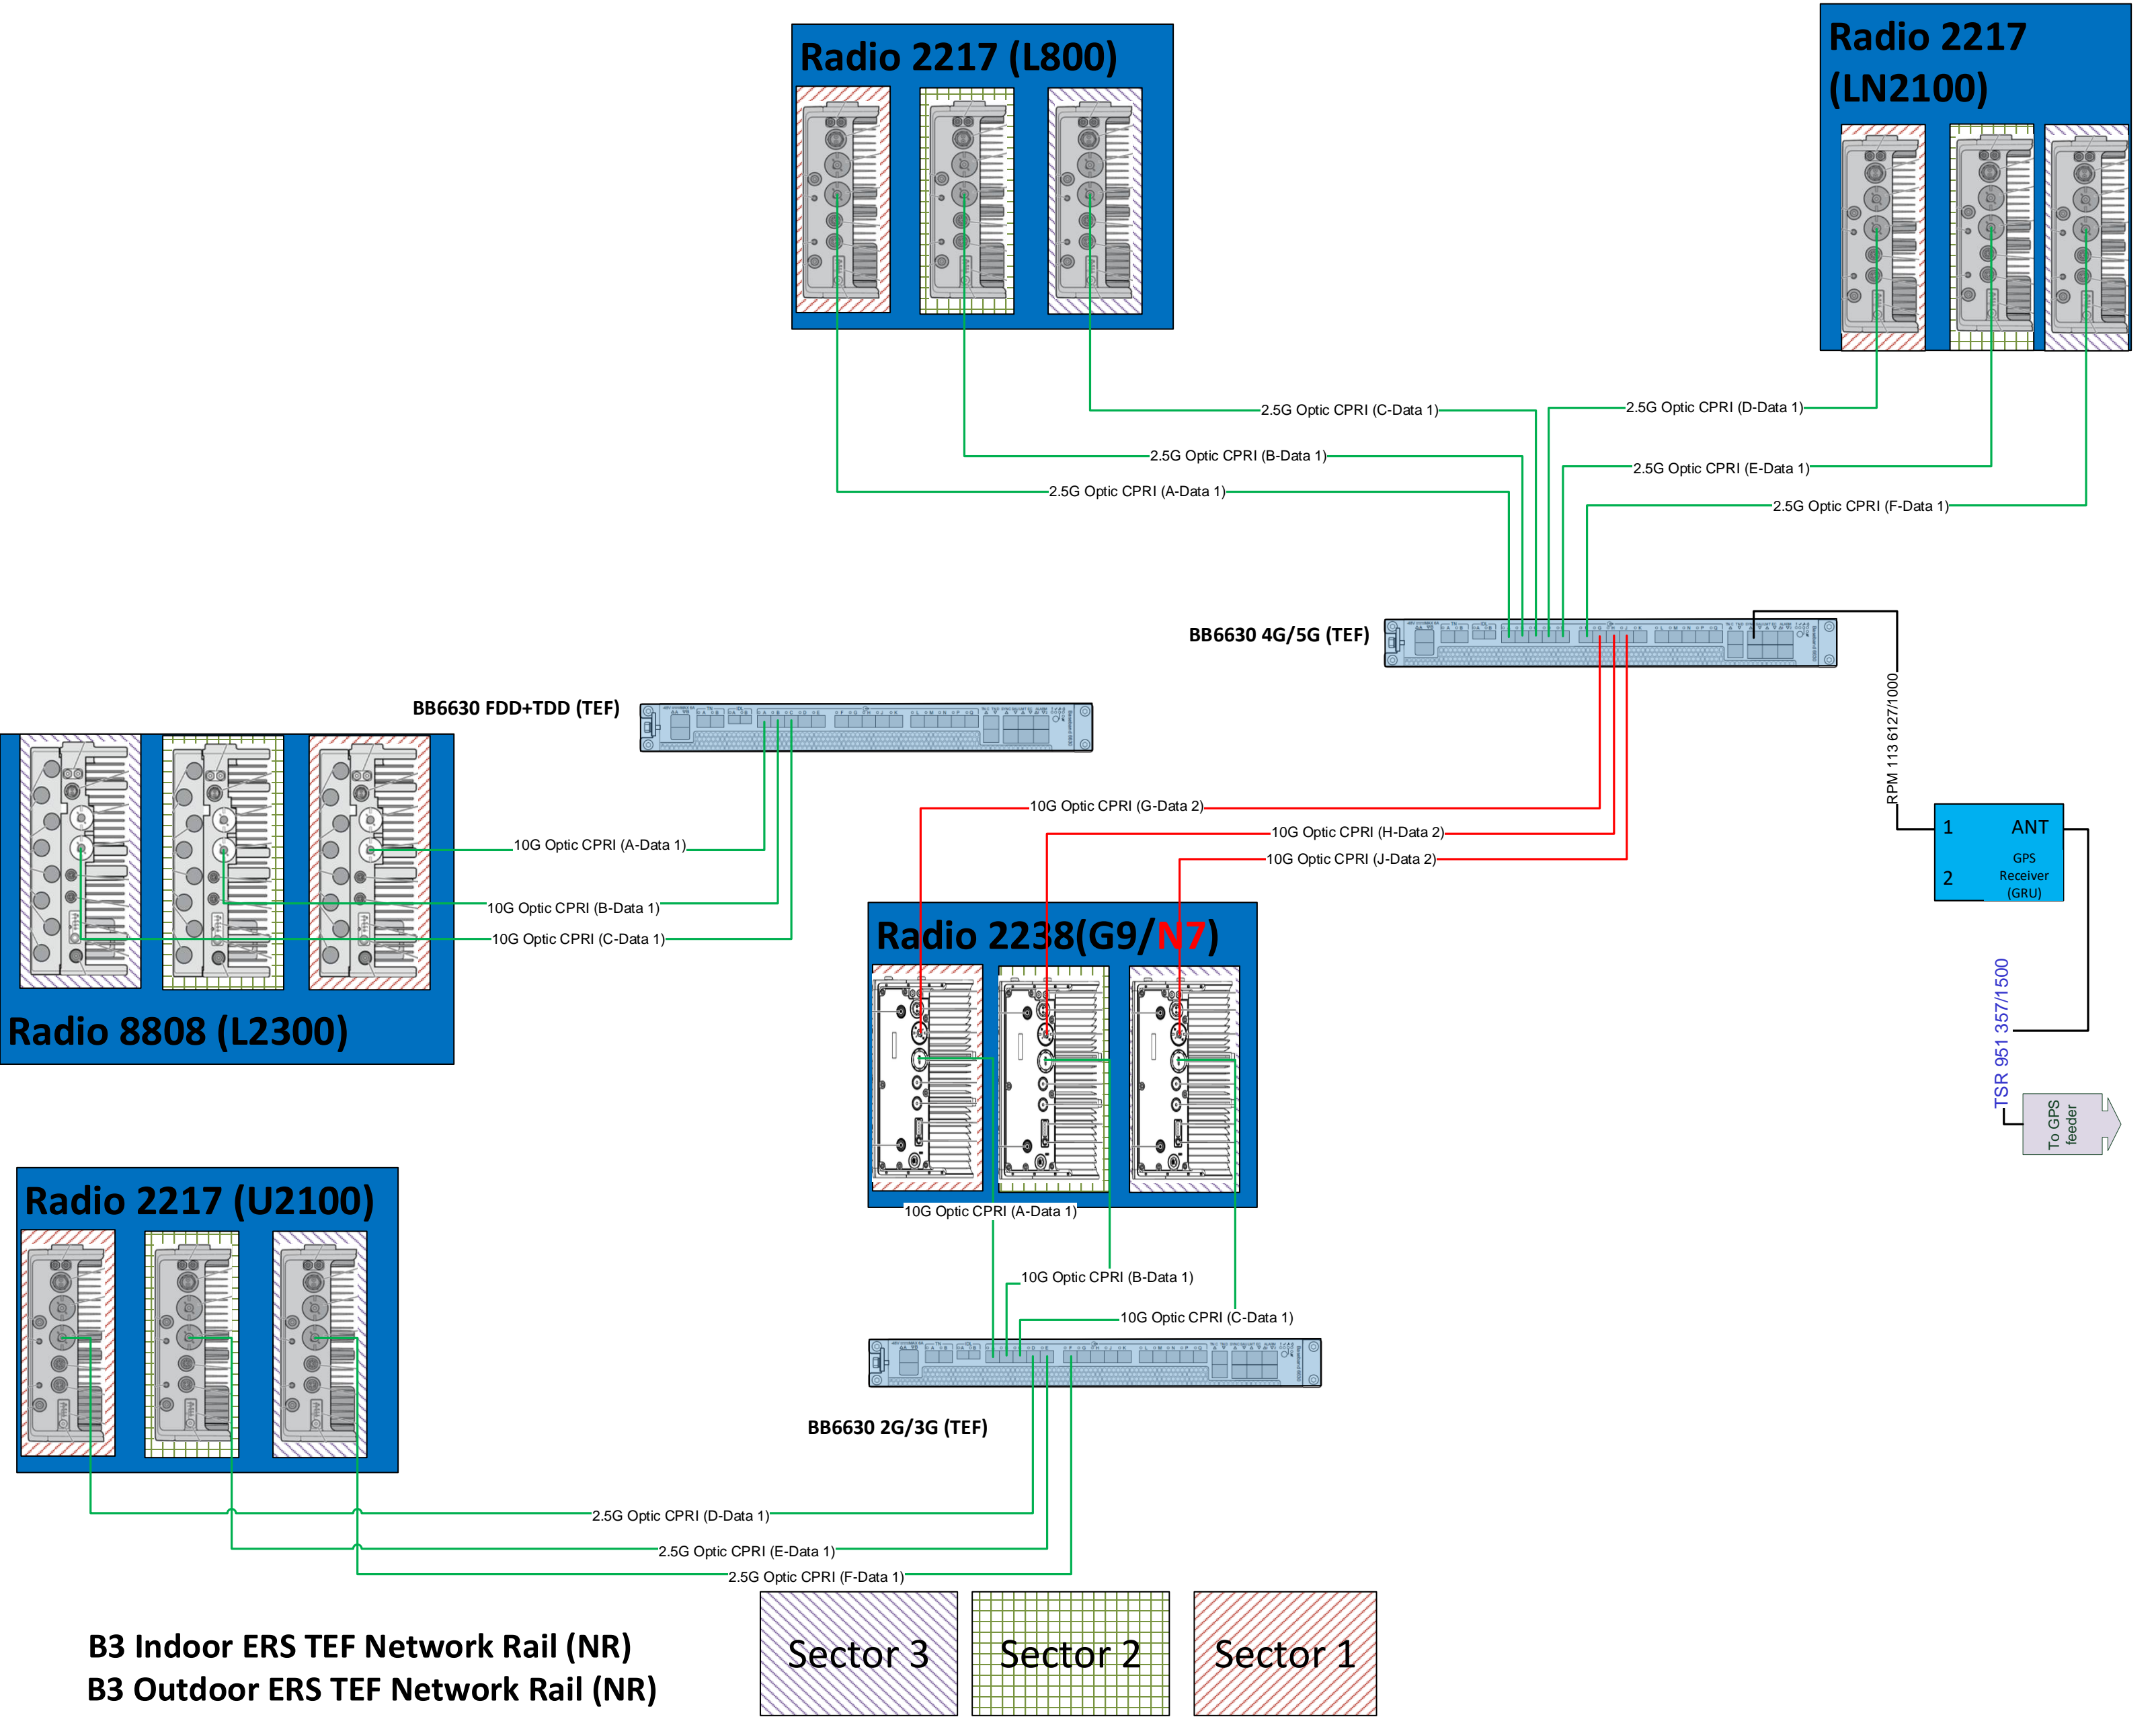 Radio 2217 (L800)
Radio 2217
(LN2100)
2.5G Optic CPRI (C-Data 1)
2.5G Optic CPRI (D-Data 1)
2.5G Optic CPRI (B-Data 1)
2.5G Optic CPRI (E-Data 1)
2.5G Optic CPRI (A-Data 1)
2.5G Optic CPRI (F-Data 1)
BB6630 4G/5G (TEF)
BB6630 FDD+TDD (TEF)
RPM 113 6127/1000
10G Optic CPRI (G-Data 2)
10G Optic CPRI (H-Data 2)
10G Optic CPRI (J-Data 2)
10G Optic CPRI (A-Data 1)
10G Optic CPRI (B-Data 1)
10G Optic CPRI (C-Data 1)
1 ANT
GPS
2 Receiver
(GRU)
Radio 2238(G9/N7)
Radio 8808 (L2300)
TSR 951 357/1500
To GPS
feeder
Radio 2217 (U2100)
10G Optic CPRI (A-Data 1)
10G Optic CPRI (B-Data 1)
10G Optic CPRI (C-Data 1)
BB6630 2G/3G (TEF)
2.5G Optic CPRI (D-Data 1)
2.5G Optic CPRI (E-Data 1)
2.5G Optic CPRI (F-Data 1)
Sector 3
Sector 2
Sector 1
B3 Indoor ERS TEF Network Rail (NR)
B3 Outdoor ERS TEF Network Rail (NR)